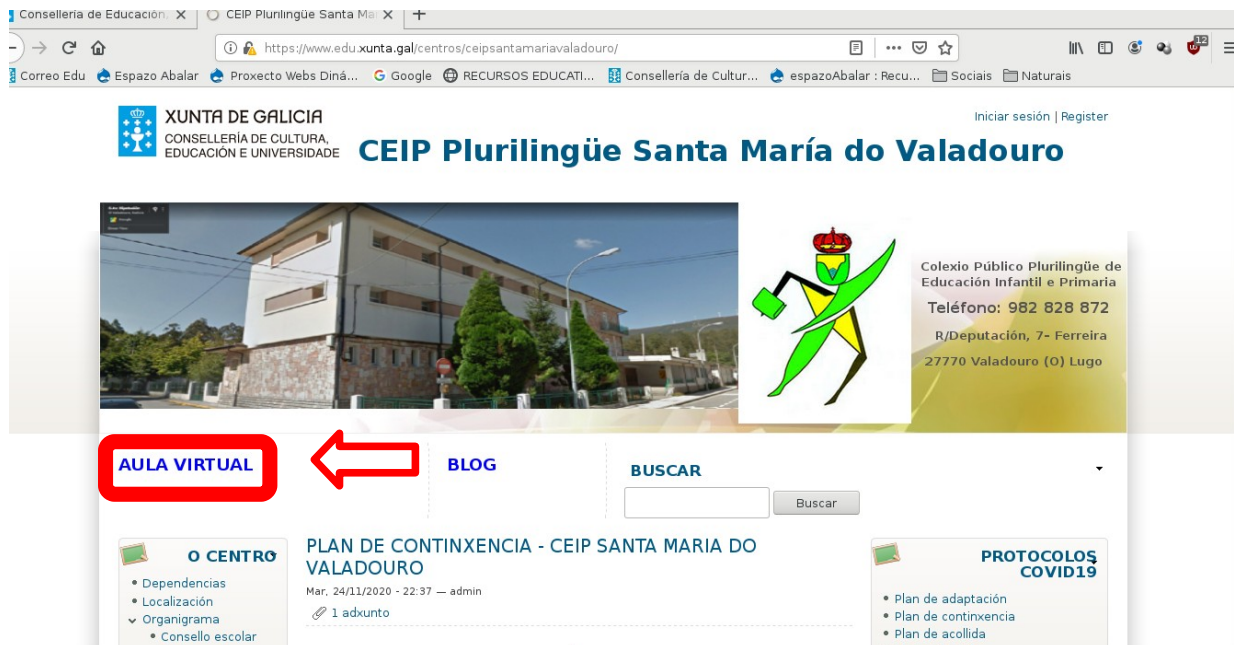 Consellería de Educación,
CEIP Plurilingüe Santa Mar
https://www.edu.xunta.gal/centros/ceipsantamariavaladouro/
12
Correo Edu Espazo Abalar Proxecto Webs Diná... Google RECURSOS EDUCATI... Consellería de Cultur... espazoAbalar : Recu... Sociais Naturais
XUNTA DE GALICIA
CONSELLERÍA DE CULTURA,
EDUCACIÓN E UNIVERSIDADE
Iniciar sesión | Register
CEIP Plurilingüe Santa María do Valadouro
Colexio Público Plurilingüe de
Educación Infantil e Primaria
Teléfono: 982 828 872
R/Deputación, 7- Ferreira
27770 Valadouro (O) Lugo
AULA VIRTUAL
BLOG
BUSCAR
Buscar
O CENTRO
Dependencias
Localización
Organigrama
Consello escolar
PLAN DE CONTINXENCIA - CEIP SANTA MARIA DO
VALADOURO
Mar, 24/11/2020 - 22:37 — admin
1 adxunto
PROTOCOLOS
COVID19
Plan de adaptación
Plan de continxencia
Plan de acollida